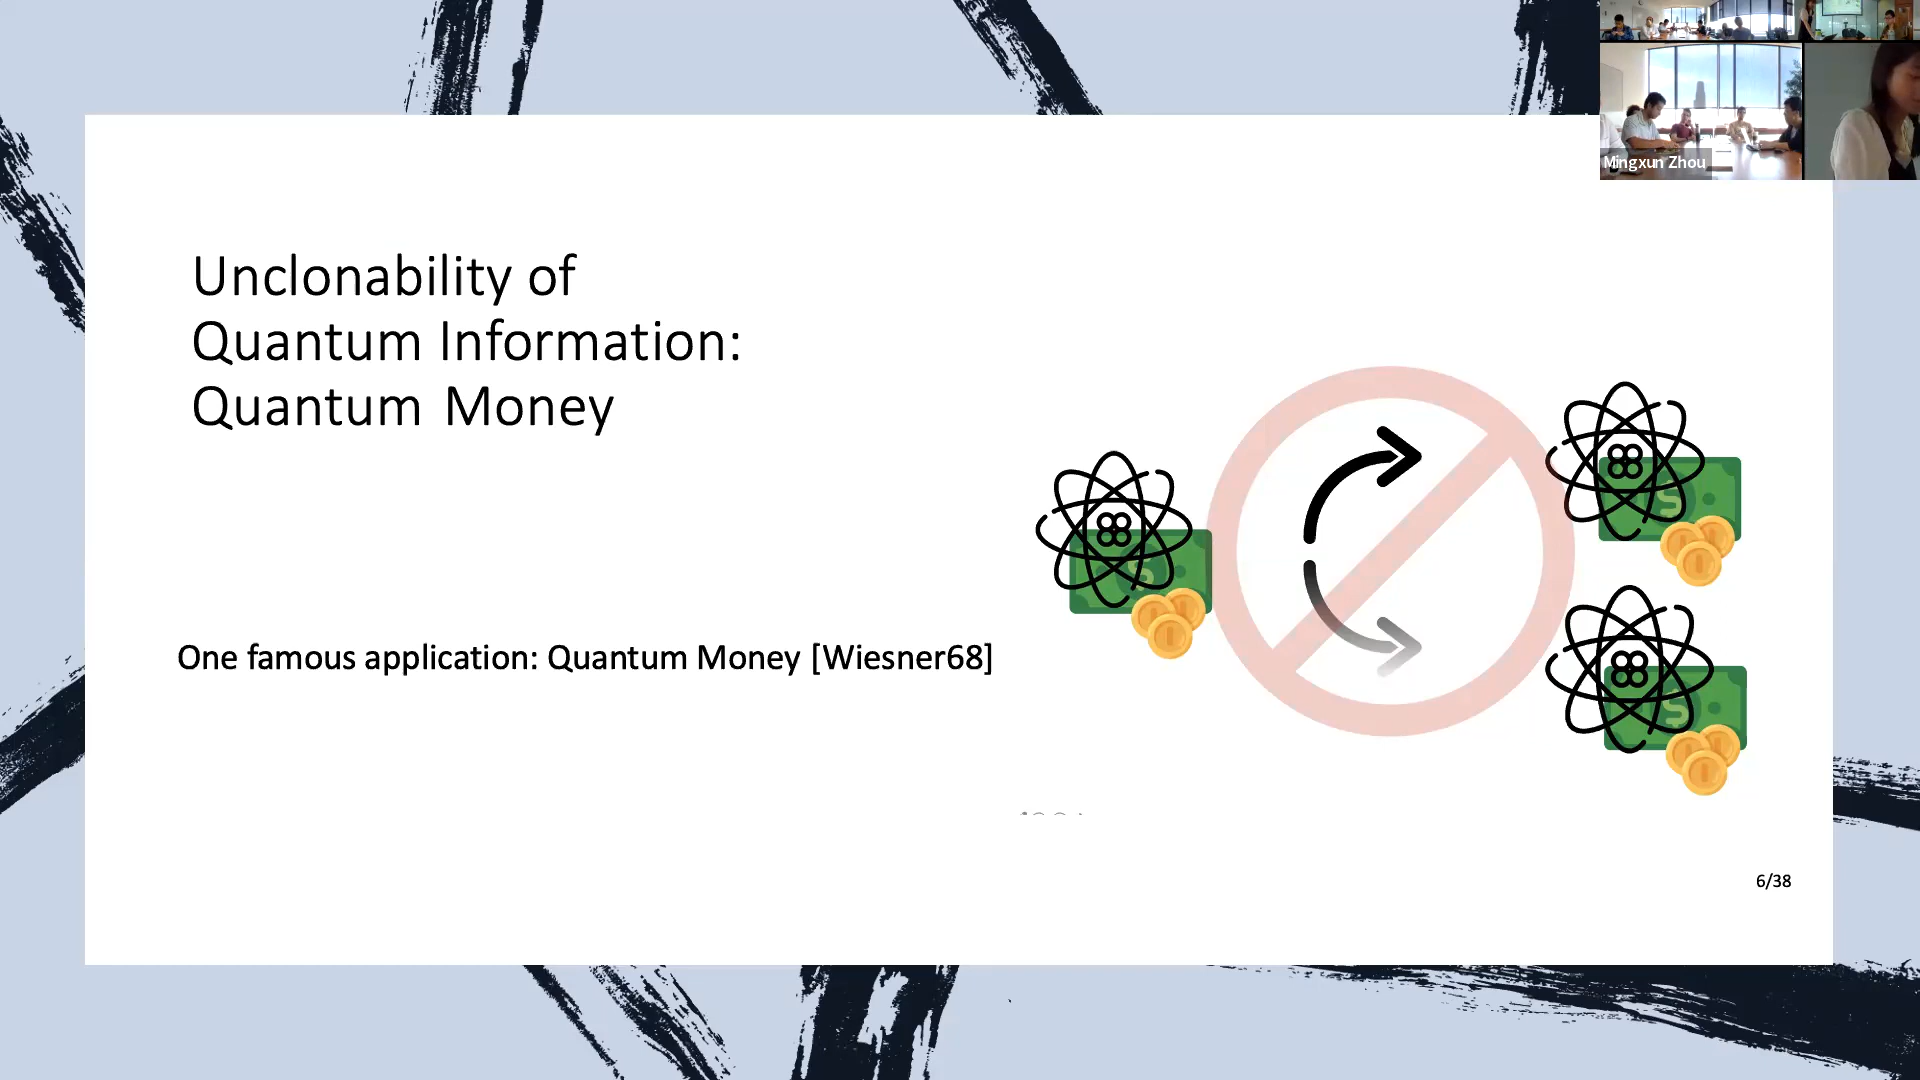 Mingxun Zhou
Unclonability of
Quantum Information:
Quantum Money
One famous application: Quantum Money [Wiesner68]
6/38